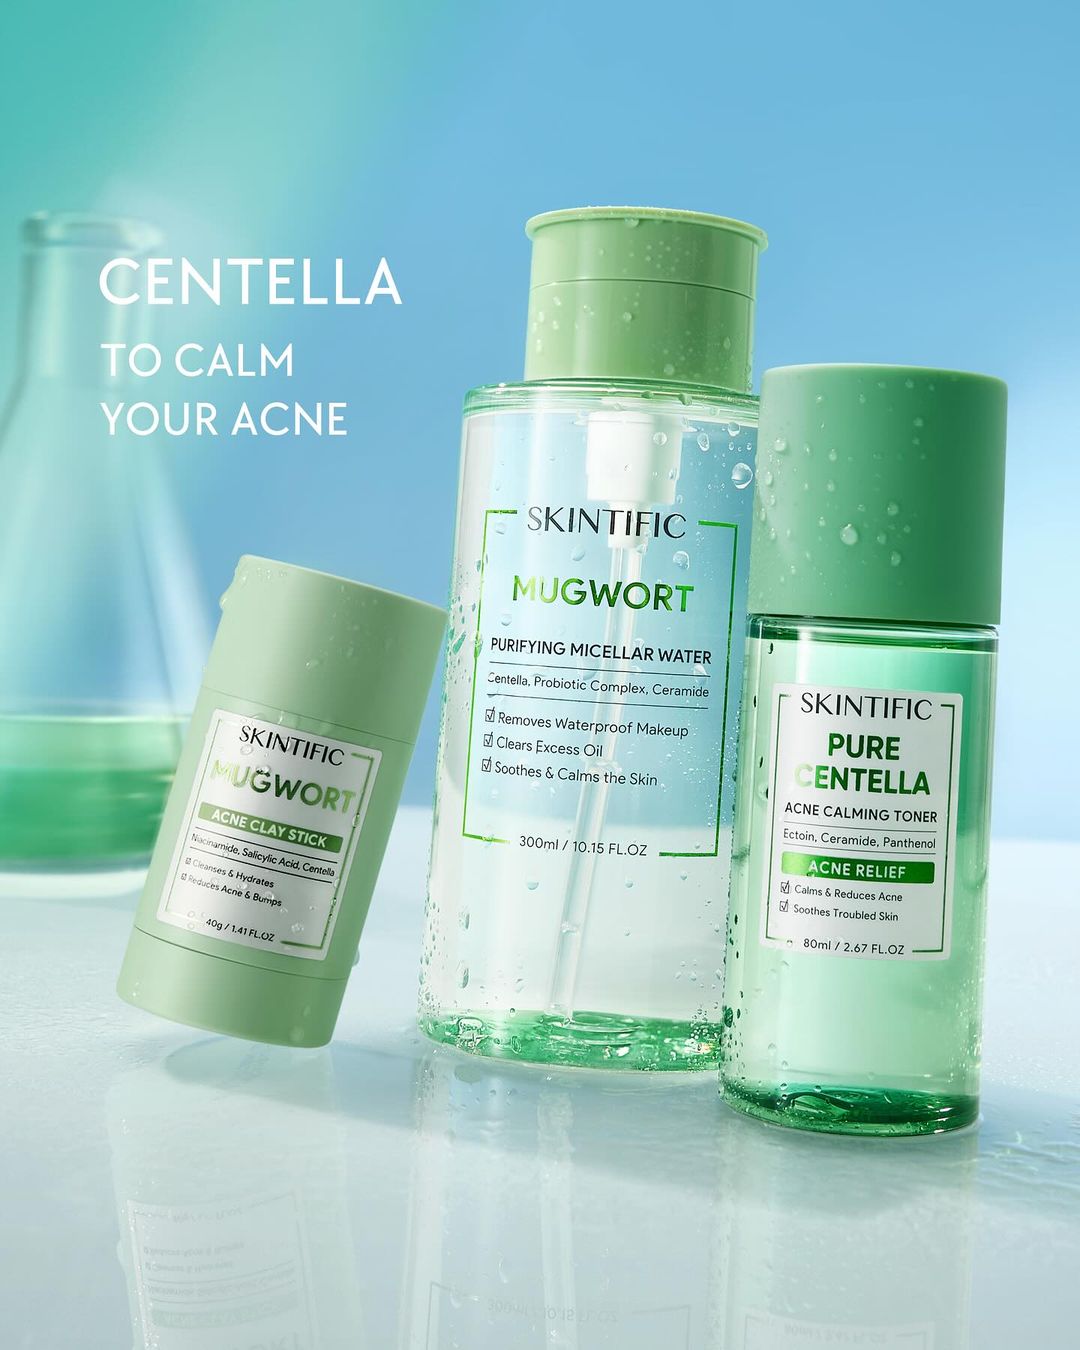 CENTELLA
TO CALM
YOUR ACNE
SKINTIFIC
MUGWORT
ACNE CLAY STICK
Niacinamide, Salicylic Acid, Centella
Cleanses & Hydrates
Reduces Acne & Bumps
40g / 1.41 FL.OZ
SKINTIFIC
MUGWORT
PURIFYING MICELLAR WATER
Centella, Probiotic Complex, Ceramide
Removes Waterproof Makeup
Clears Excess Oil
Soothes & Calms the Skin
300ml / 10.15 FL.OZ
SKINTIFIC
PURE
CENTELLA
ACNE CALMING TONER
Ectoin, Ceramide, Panthenol
ACNE RELIEF
Calms & Reduces Acne
Soothes Troubled Skin
80ml / 2.67 FL.OZ